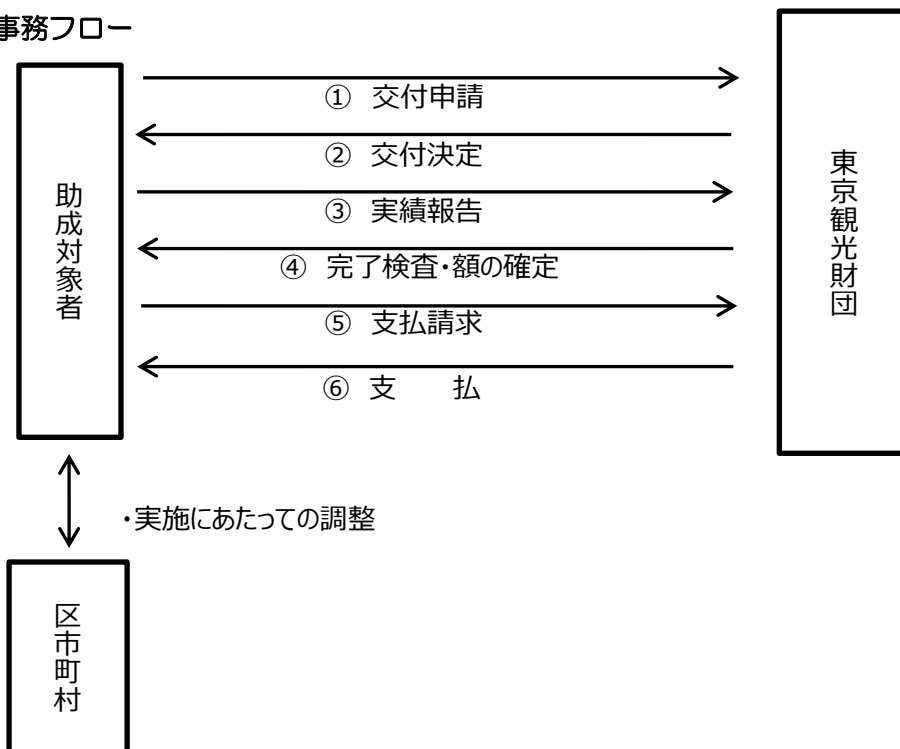 事務フロー
① 交付申請
② 交付決定
③ 実績報告
④ 完了検査・額の確定
⑤ 支払請求
⑥ 支　　払
助成対象者
東京観光財団
・実施にあたっての調整
区市町村